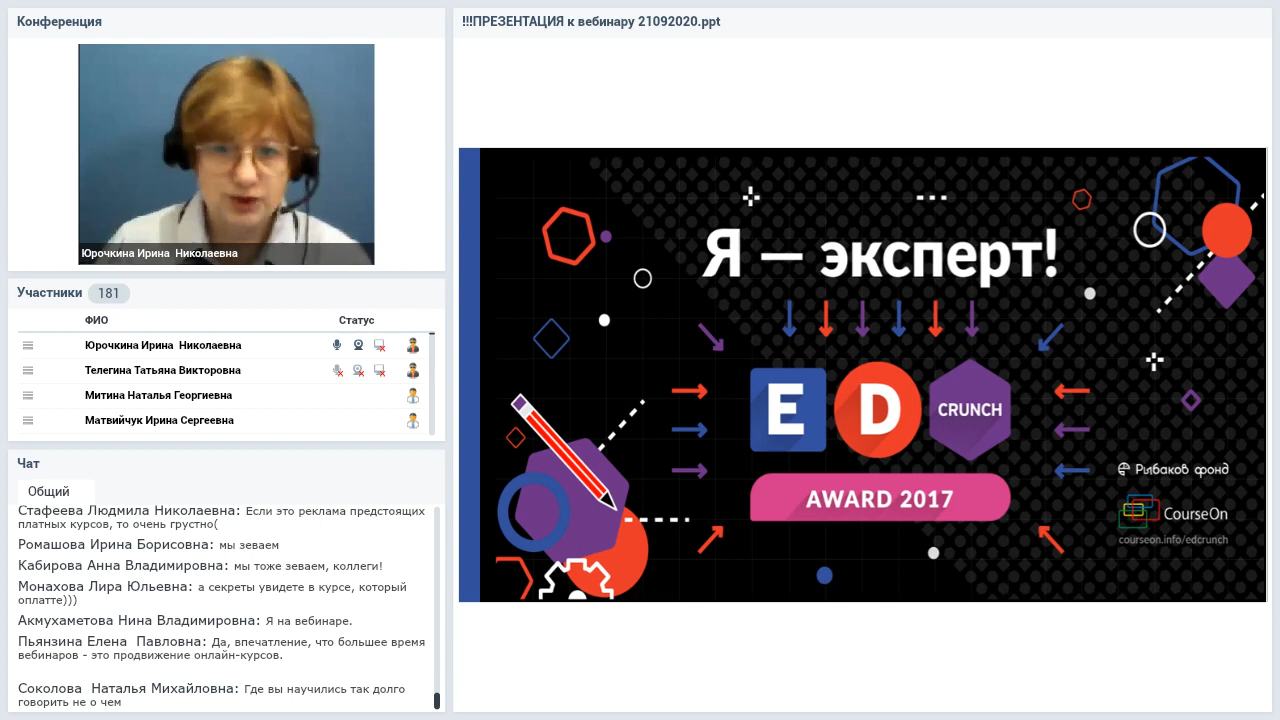 Конференция
Юрочкина Ирина  Николаевна
Участники 181
ФИО Статус
Юрочкина Ирина  Николаевна
Телегина Татьяна Викторовна
Митина Наталья Георгиевна
Матвийчук Ирина Сергеевна
Чат
Общий
Стафеева Людмила Николаевна: Если это реклама предстоящих
платных курсов, то очень грустно(
Ромашова Ирина Борисовна: мы зеваем
Кабирова Анна Владимировна: мы тоже зеваем, коллеги!
Монахова Лира Юльевна: а секреты увидете в курсе, который
оплатте)))
Акмухаметова Нина Владимировна: Я на вебинаре.
Пьянзина Елена  Павловна: Да, впечатление, что большее время
вебинаров - это продвижение онлайн-курсов.
Соколова  Наталья Михайловна: Где вы научились так долго
говорить не о чем
!!!ПРЕЗЕНТАЦИЯ к вебинару 21092020.ppt
Я — эксперт!
E D CRUNCH
AWARD 2017
Рыбаков фонд
CourseOn
courseon.info/edcrunch